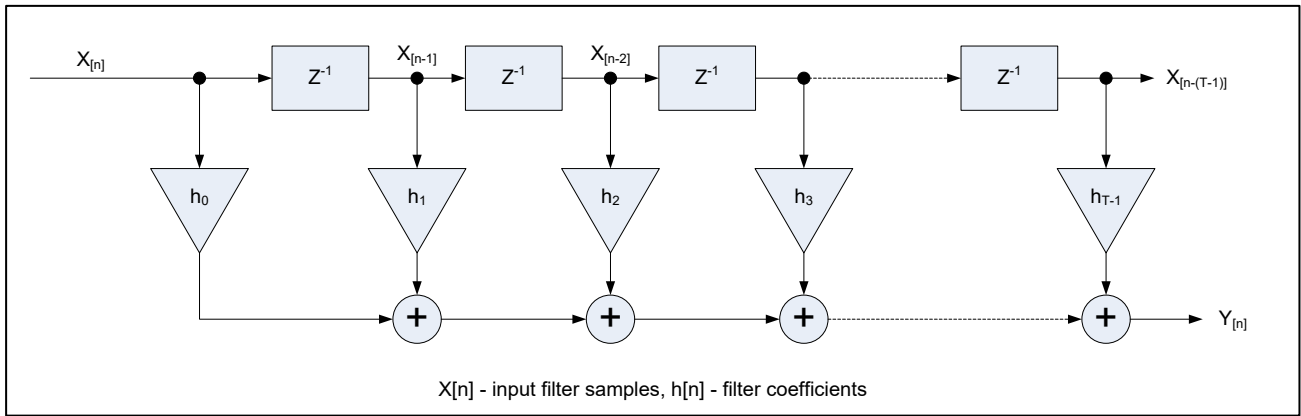 X[n]
Z-1
X[n-1]
Z-1
X[n-2]
Z-1
Z-1
X[n-(T-1)]
h0
h1
h2
h3
hT-1
+
+
+
+
Y[n]
X[n] - input filter samples, h[n] - filter coefficients